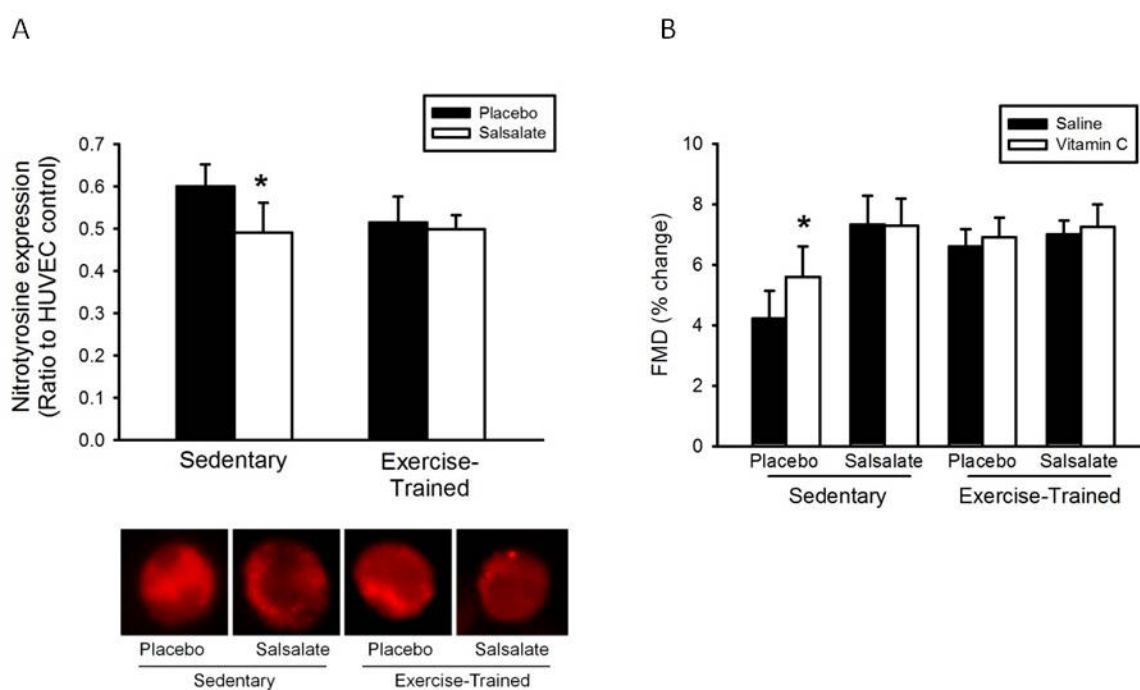 A
Placebo
Salsalate
Nitrotyrosine expression
(Ratio to HUVEC control)
0.7
0.6
0.5
0.4
0.3
0.2
0.1
0.0
*
Sedentary
Exercise-
Trained
Placebo
Salsalate
Placebo
Salsalate
Sedentary
Exercise-Trained
B
Saline
Vitamin C
FMD (% change)
10
8
6
4
2
0
*
Placebo
Salsalate
Placebo
Salsalate
Sedentary
Exercise-Trained